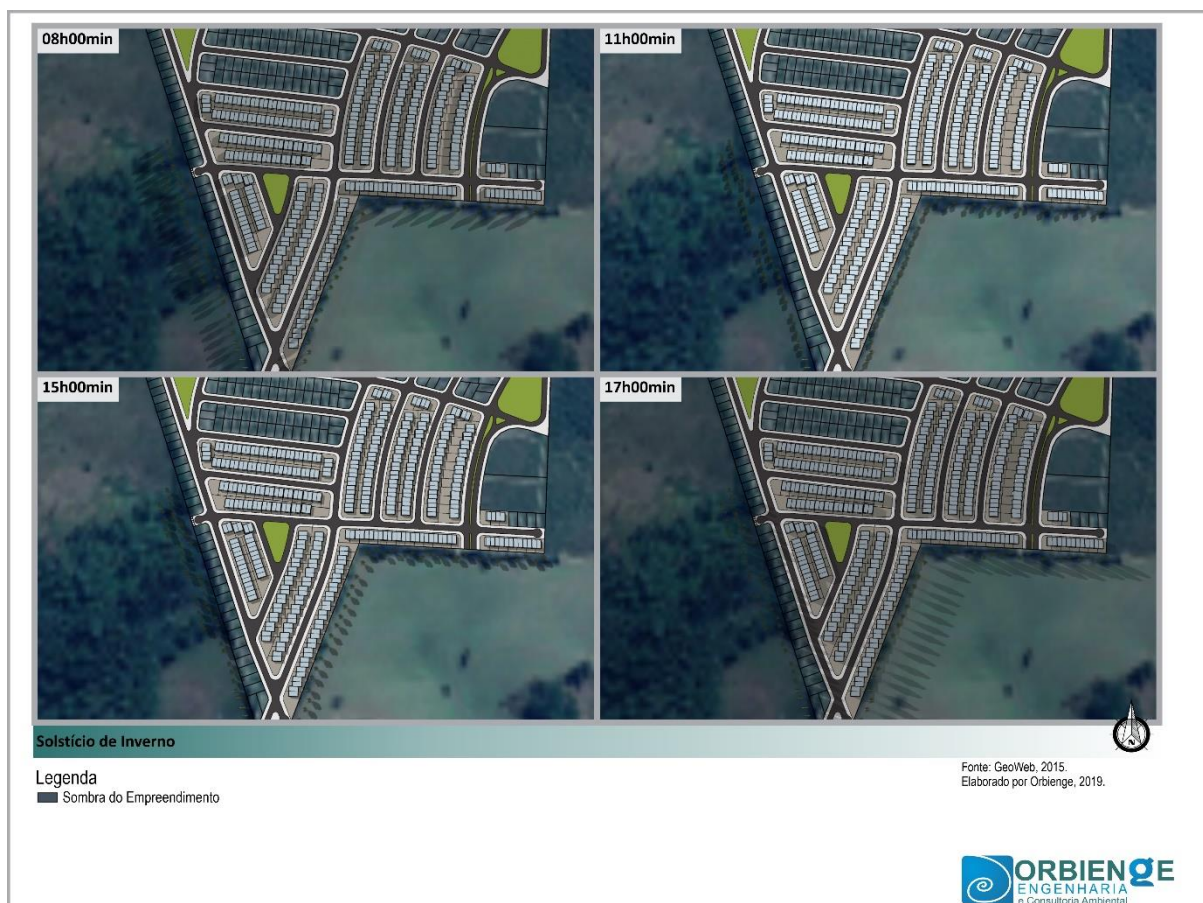 08h00min
11h00min
15h00min
17h00min
Solstício de Inverno
N
Legenda
Sombra do Empreendimento
Fonte: GeoWeb, 2015.
Elaborado por Orbienge, 2019.
ORBIENGE
ENGENHARIA
e Consultoria Ambiental